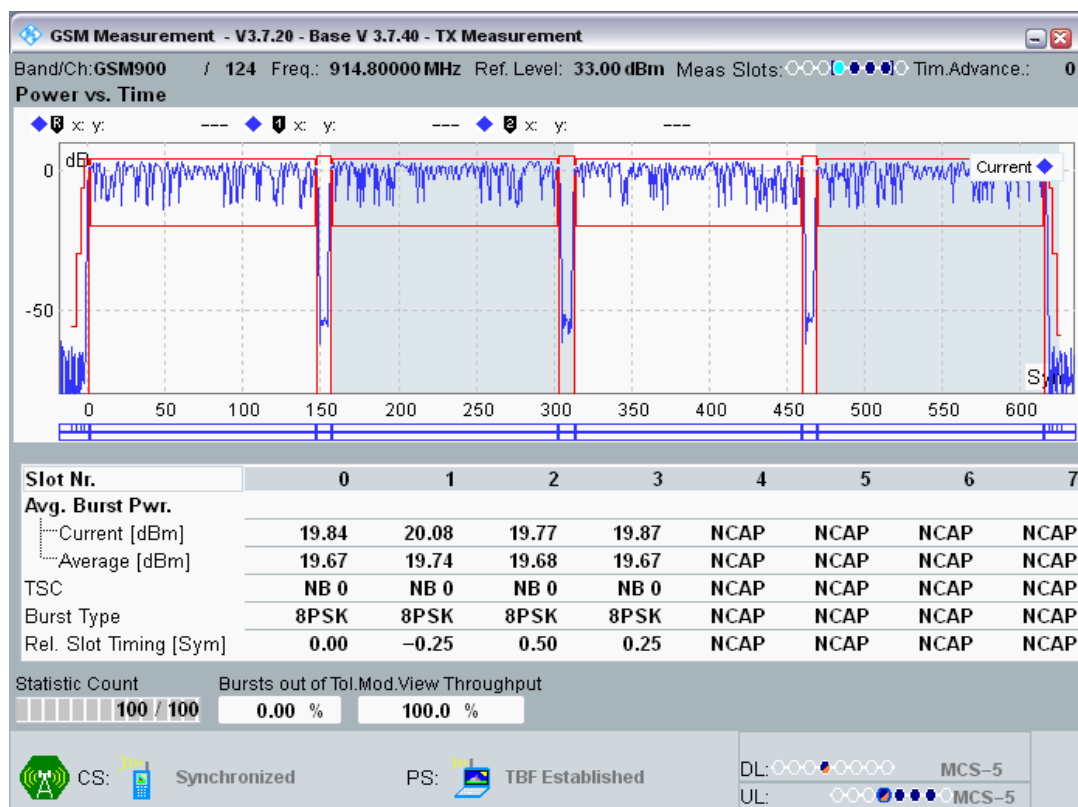 GSM Measurement - V3.7.20 - Base V 3.7.40 - TX Measurement
Band/Ch:GSM900 / 124 Freq.: 914.80000 MHz Ref. Level: 33.00 dBm Meas Slots: Tim.Advance.: 0
Power vs. Time
R x: y: --- 1 x: y: --- 2 x: y: ---
dB
Current
0
-50
Sym
0 50 100 150 200 250 300 350 400 450 500 550 600
Slot Nr. 0 1 2 3 4 5 6 7
Avg. Burst Pwr.
Current [dBm] 19.84 20.08 19.77 19.87 NCAP NCAP NCAP NCAP
Average [dBm] 19.67 19.74 19.68 19.67 NCAP NCAP NCAP NCAP
TSC NB 0 NB 0 NB 0 NB 0 NCAP NCAP NCAP NCAP
Burst Type 8PSK 8PSK 8PSK 8PSK NCAP NCAP NCAP NCAP
Rel. Slot Timing [Sym] 0.00 −0.25 0.50 0.25 NCAP NCAP NCAP NCAP
Statistic Count Bursts out of Tol. Mod.View Throughput
100 / 100 0.00 % 100.0 %
CS: Synchronized PS: TBF Established DL: MCS−5
UL: MCS−5